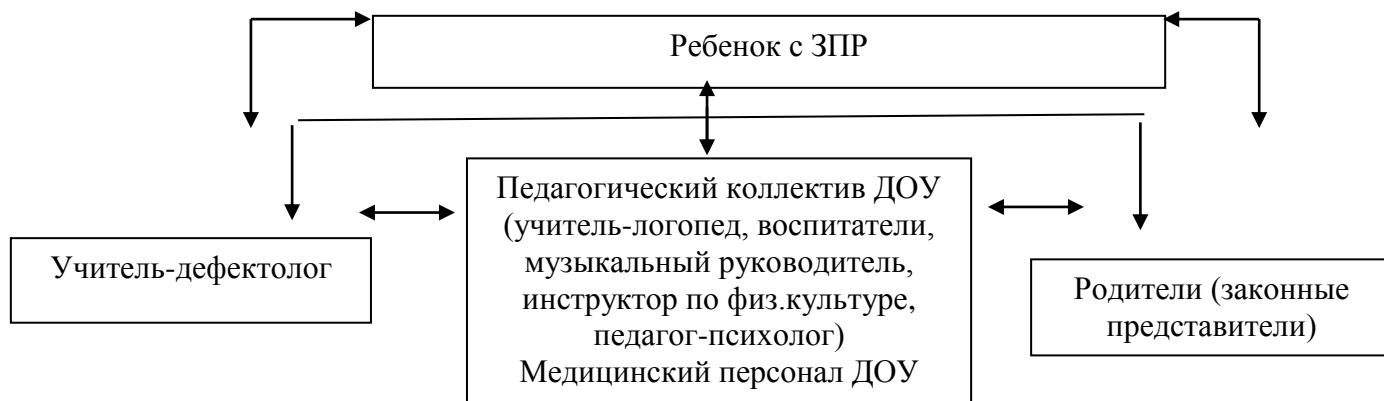 Ребенок с ЗПР
Педагогический коллектив ДОУ
(учитель-логопед, воспитатели,
музыкальный руководитель,
инструктор по физ.культуре,
педагог-психолог)
Медицинский персонал ДОУ
Учитель-дефектолог
Родители (законные
представители)